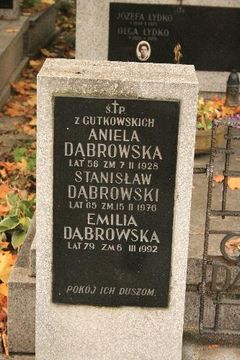 JÓZEFA ŁYDKO
OLGA ŁYDKO
Ś.†P.
Z GUTKOWSKICH
ANIELA
DĄBROWSKA
LAT 56 ZM 7 II 1928
STANISŁAW
DĄBROWSKI
LAT 65 ZM.15 II 1976
EMILIA
DĄBROWSKA
LAT 79 ZM 6 III 1992
POKÓJ ICH DUSZOM.